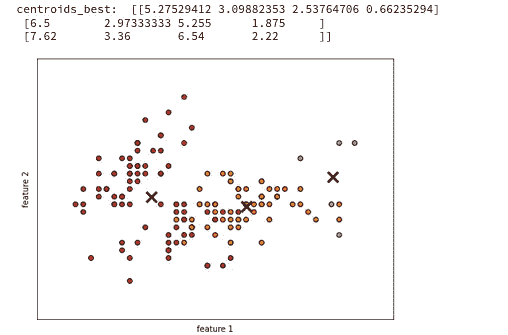 centroids_best:  [[5.27529412 3.09882353 2.53764706 0.66235294]
[6.5        2.97333333 5.255      1.875     ]
[7.62       3.36       6.54       2.22      ]]
feature 2
feature 1